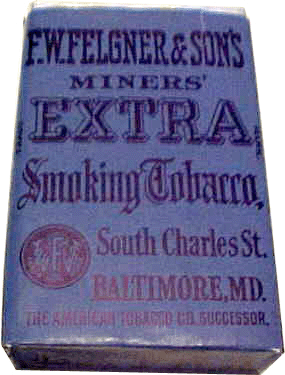 F.W. FELGNER & SON'S
MINERS'
EXTRA
Smoking Tobacco,
South Charles St.
BALTIMORE, MD.
THE AMERICAN TOBACCO CO. SUCCESSOR.